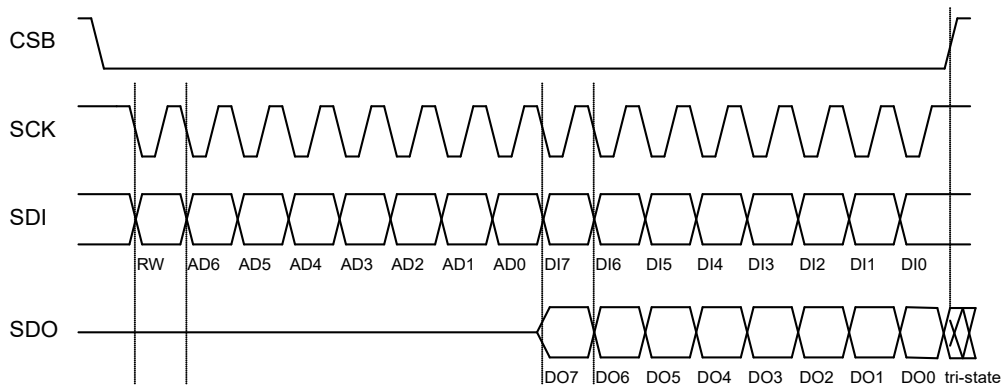 CSB
SCK
SDI
RW AD6 AD5 AD4 AD3 AD2 AD1 AD0 DI7 DI6 DI5 DI4 DI3 DI2 DI1 DI0
SDO
DO7 DO6 DO5 DO4 DO3 DO2 DO1 DO0 tri-state